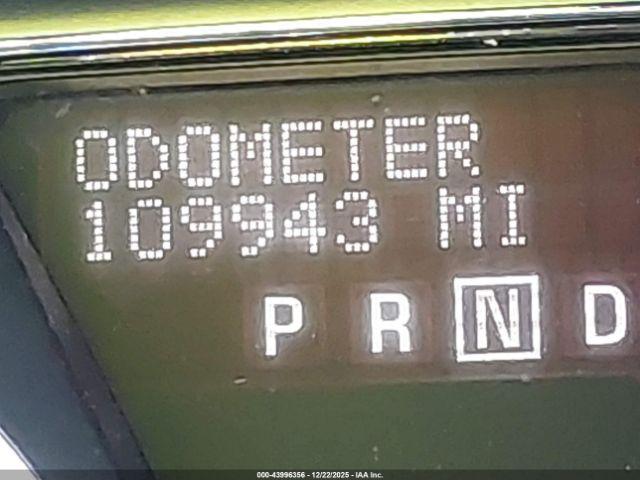 ODOMETER
109943 MI
P R N D
000-43996356 - 12/22/2025 - IAA Inc.